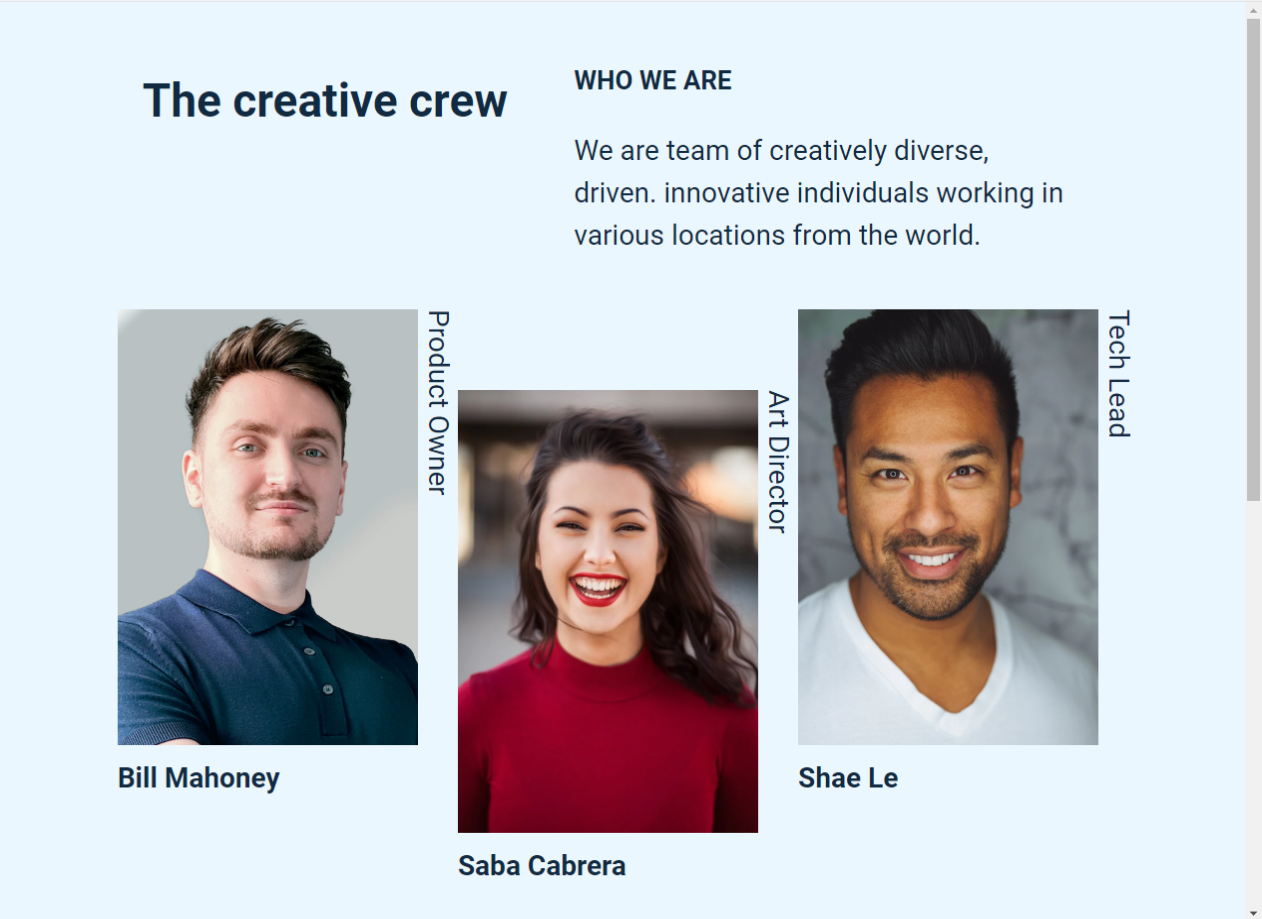 The creative crew
WHO WE ARE
We are team of creatively diverse,
driven. innovative individuals working in
various locations from the world.
Product Owner
Bill Mahoney
Art Director
Saba Cabrera
Tech Lead
Shae Le